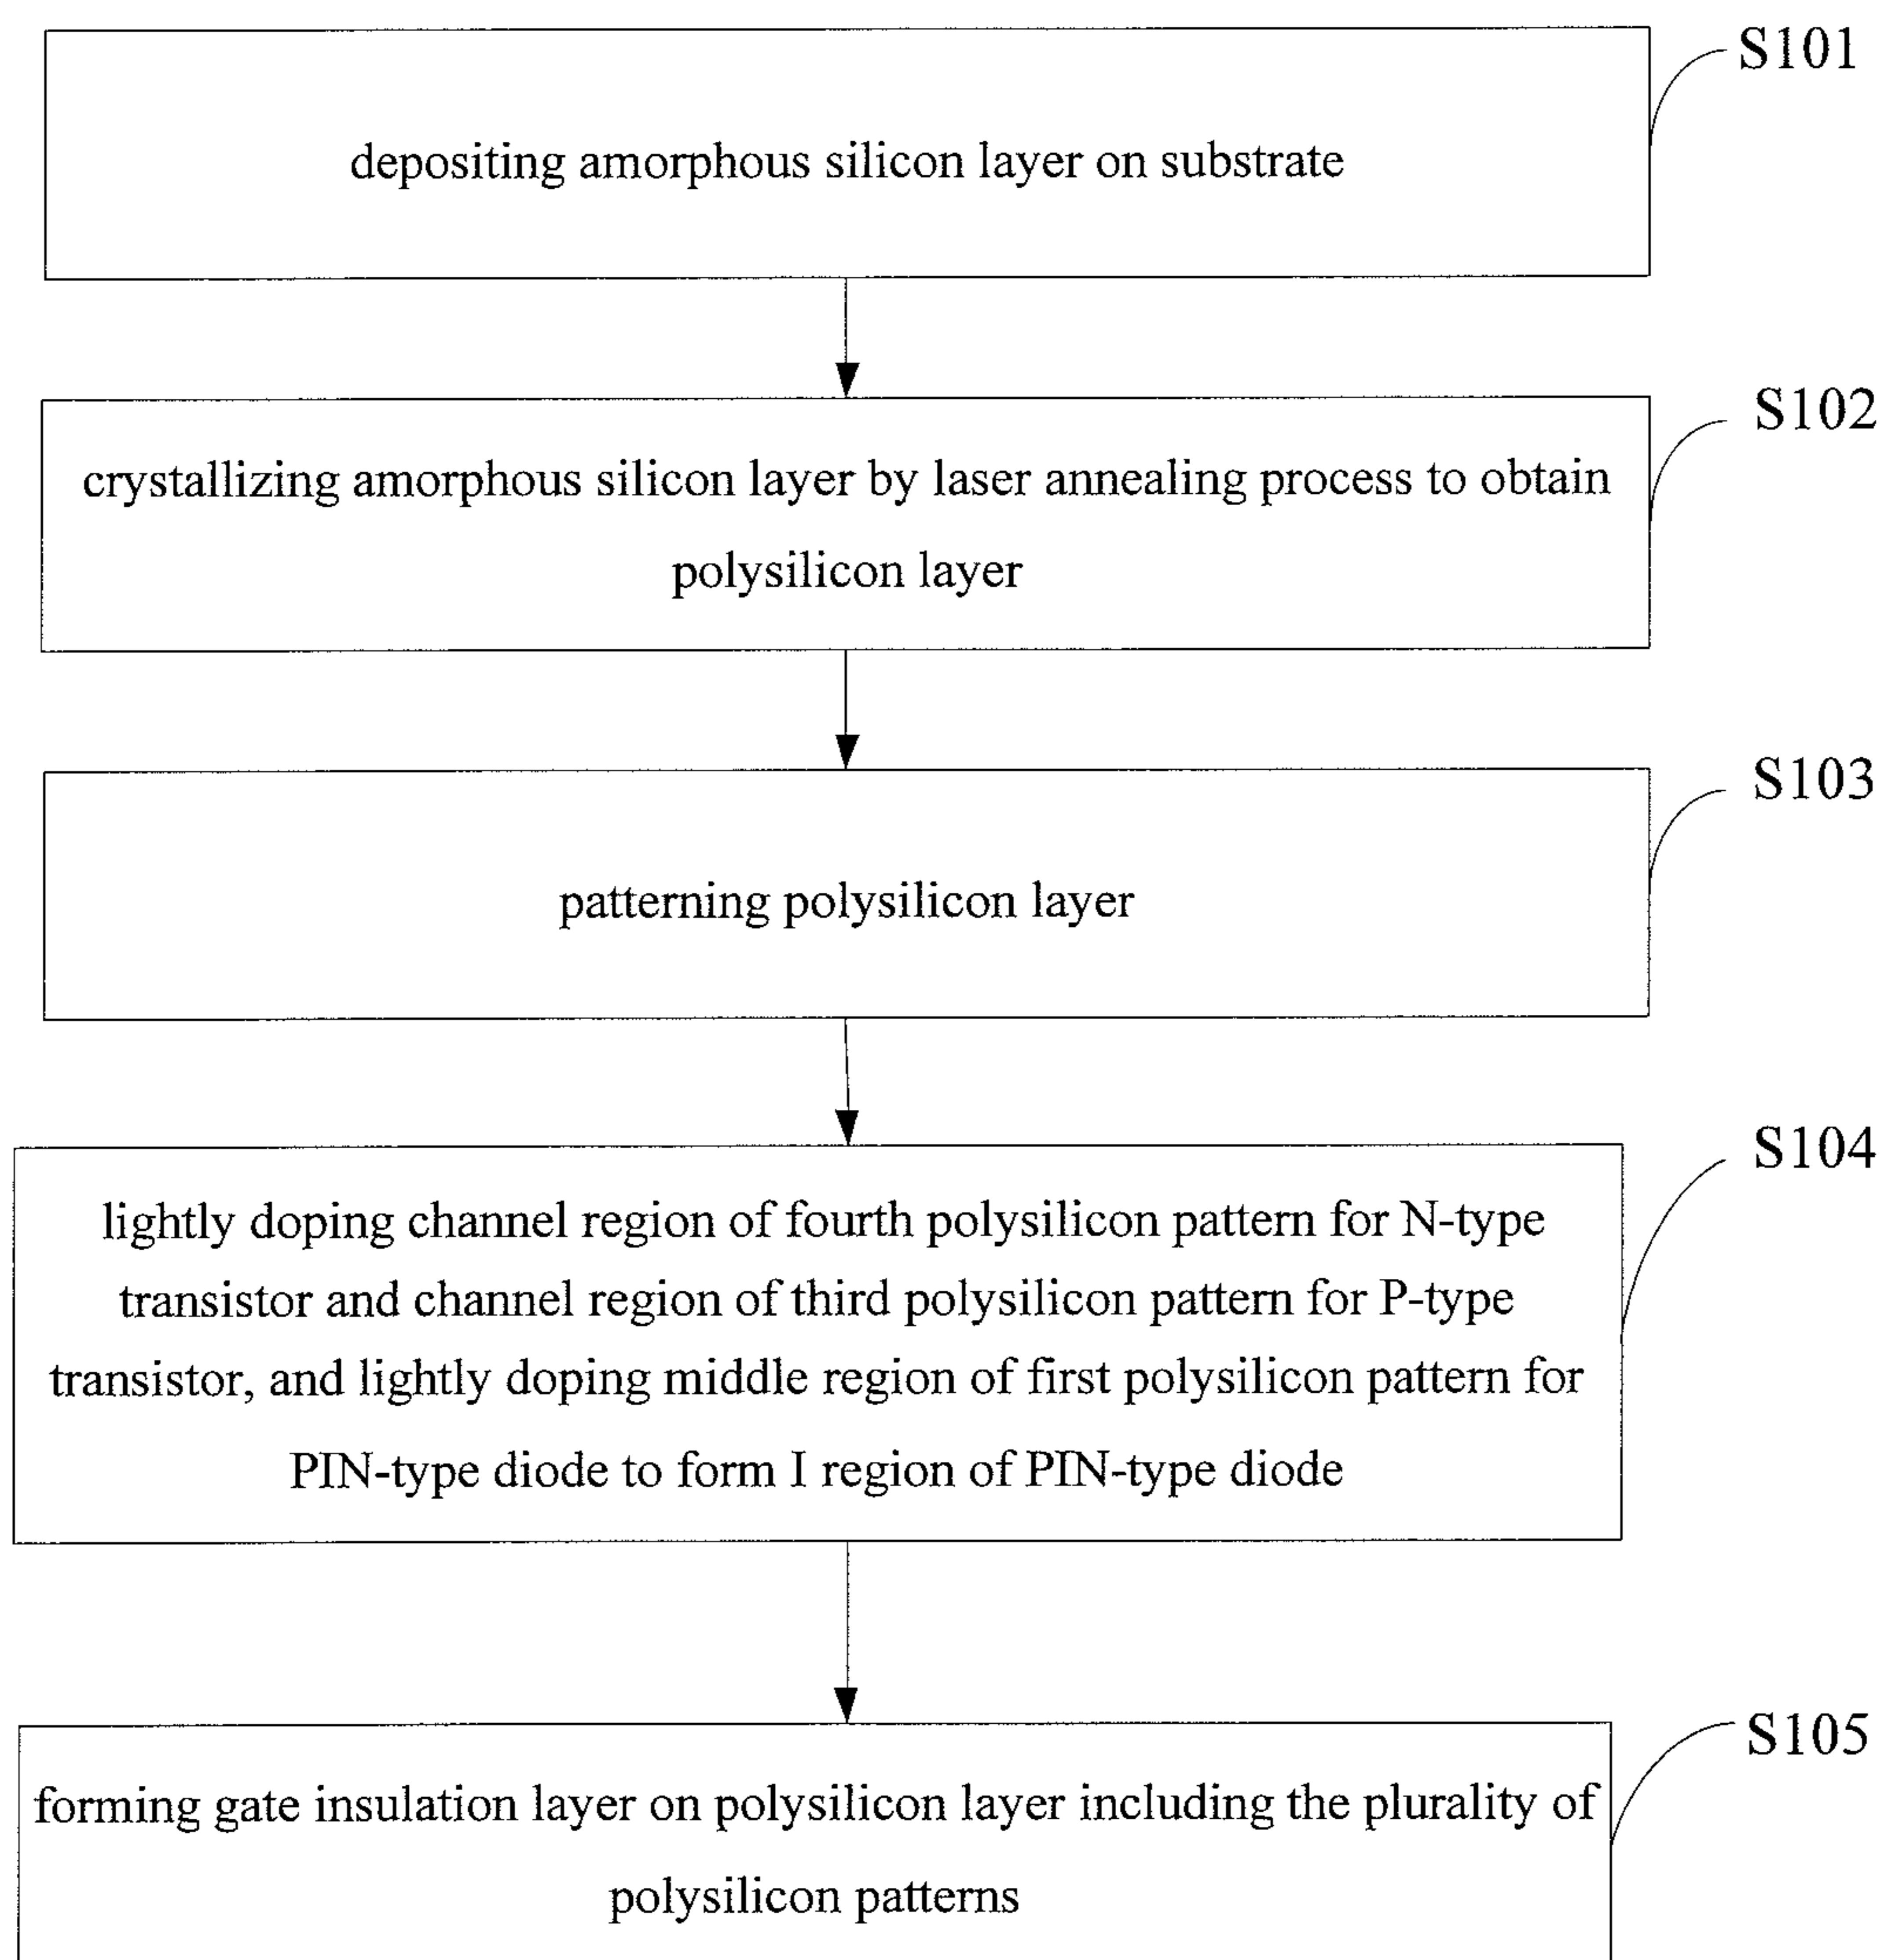 S101
depositing amorphous silicon layer on substrate
S102
crystallizing amorphous silicon layer by laser annealing process to obtain
polysilicon layer
S103
patterning polysilicon layer
S104
lightly doping channel region of fourth polysilicon pattern for N-type
transistor and channel region of third polysilicon pattern for P-type
transistor, and lightly doping middle region of first polysilicon pattern for
PIN-type diode to form I region of PIN-type diode
S105
forming gate insulation layer on polysilicon layer including the plurality of
polysilicon patterns